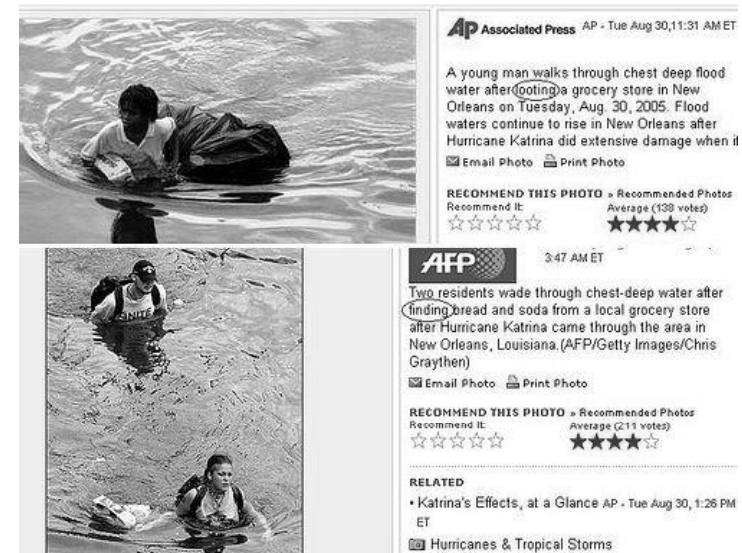 AP Associated Press AP - Tue Aug 30,11:31 AM ET
A young man walks through chest deep flood
water after looting a grocery store in New
Orleans on Tuesday, Aug. 30, 2005. Flood
waters continue to rise in New Orleans after
Hurricane Katrina did extensive damage when
Email Photo Print Photo
RECOMMEND THIS PHOTO » Recommended Photos
Recommend It: Average (138 votes)
AFP 3:47 AM ET
Two residents wade through chest-deep water after
finding bread and soda from a local grocery store
after Hurricane Katrina came through the area in
New Orleans, Louisiana.(AFP/Getty Images/Chris
Graythen)
Email Photo Print Photo
RECOMMEND THIS PHOTO » Recommended Photos
Recommend It: Average (211 votes)
RELATED
• Katrina's Effects, at a Glance AP - Tue Aug 30, 1:26 PM
ET
Hurricanes & Tropical Storms